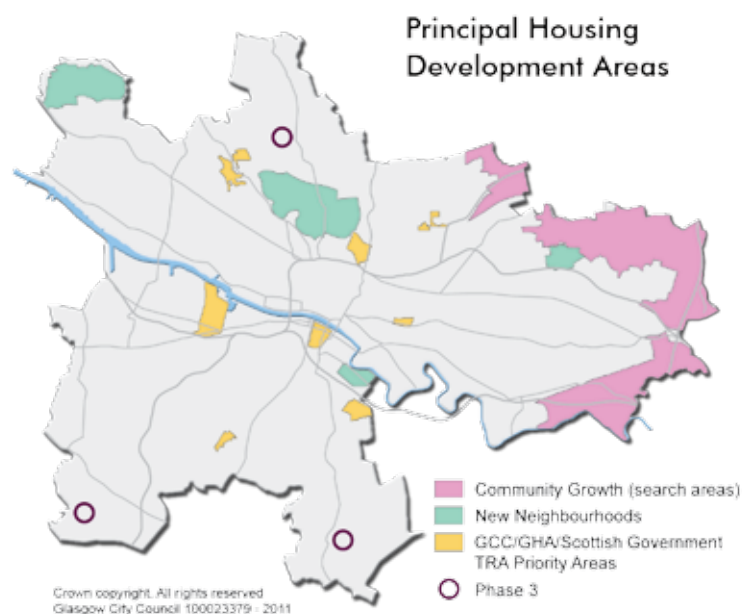 Principal Housing
Development Areas
Community Growth (search areas)
New Neighbourhoods
GCC/GHA/Scottish Government
TRA Priority Areas
Phase 3
Crown copyright. All rights reserved
Glasgow City Council 100023379 - 2011